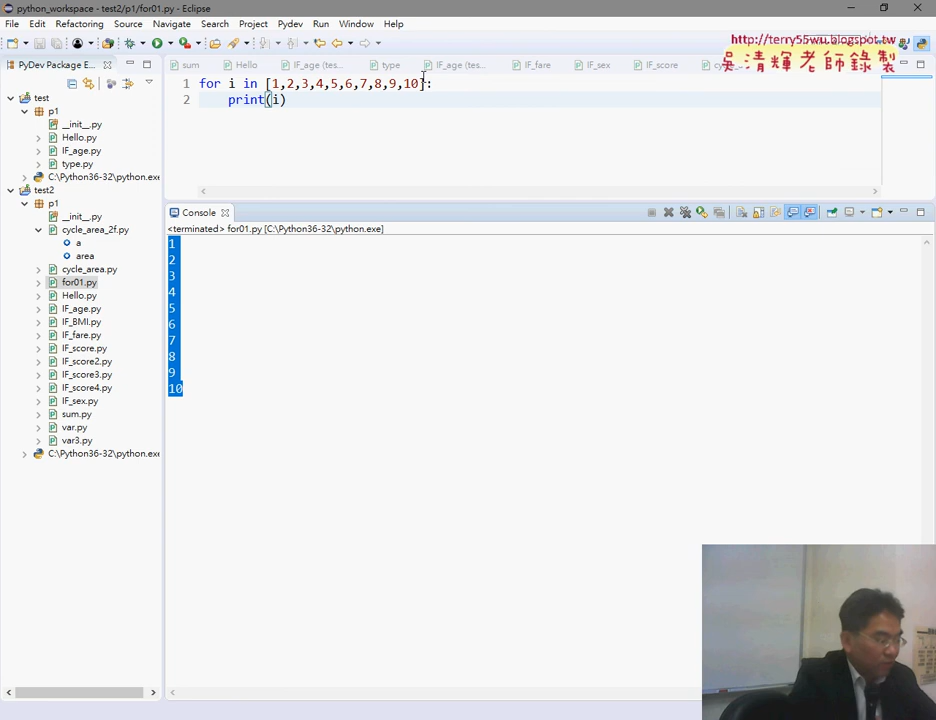 python_workspace - test2/p1/for01.py - Eclipse
File Edit Refactoring Source Navigate Search Project Pydev Run Window Help
http://terry55wu.blogspot.tw
吳清輝老師錄製
PyDev Package E...
sum Hello IF_age (tes... type IF_age (tes... IF_fare IF_sex IF_score
1 for i in [1,2,3,4,5,6,7,8,9,10]:
2 print(i)
test
p1
__init__.py
Hello.py
IF_age.py
type.py
C:\Python36-32\python.exe
test2
p1
__init__.py
cycle_area_2f.py
a
area
cycle_area.py
for01.py
Hello.py
IF_age.py
IF_BMI.py
IF_fare.py
IF_score.py
IF_score2.py
IF_score3.py
IF_score4.py
IF_sex.py
sum.py
var.py
var3.py
C:\Python36-32\python.exe
Console
<terminated> for01.py [C:\Python36-32\python.exe]
1
2
3
4
5
6
7
8
9
10